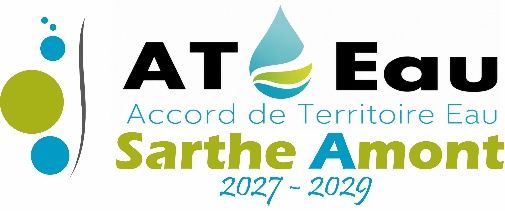 AT Eau
Accord de Territoire Eau
Sarthe Amont
2027 - 2029